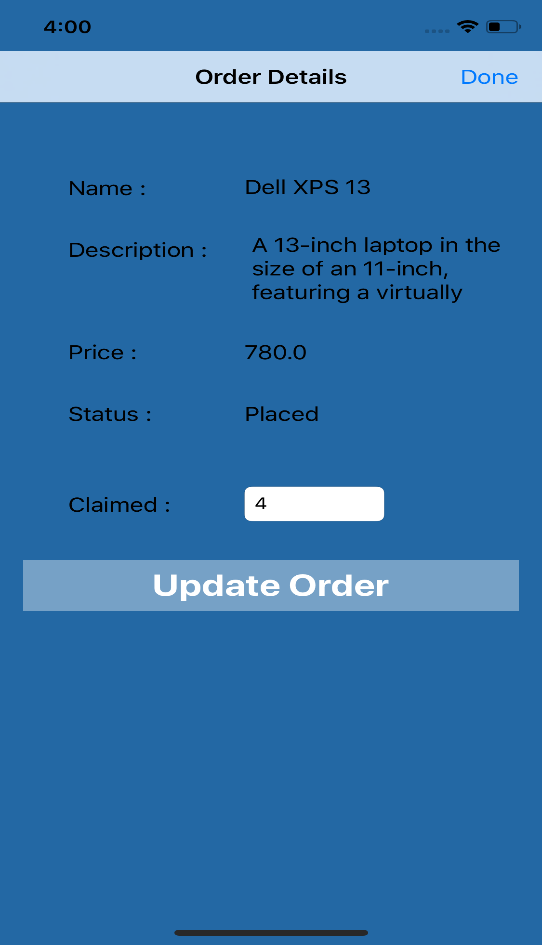 4:00
Order Details
Done
Name :
Dell XPS 13
Description :
A 13-inch laptop in the
size of an 11-inch,
featuring a virtually
Price :
780.0
Status :
Placed
Claimed :
4
Update Order